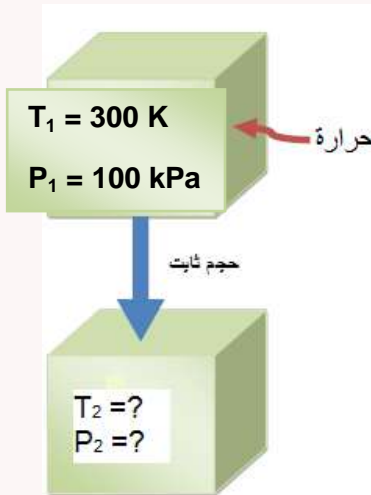 T₁ = 300 K
P₁ = 100 kPa
حرارة
حجم ثابت
T₂ =?
P₂ =?